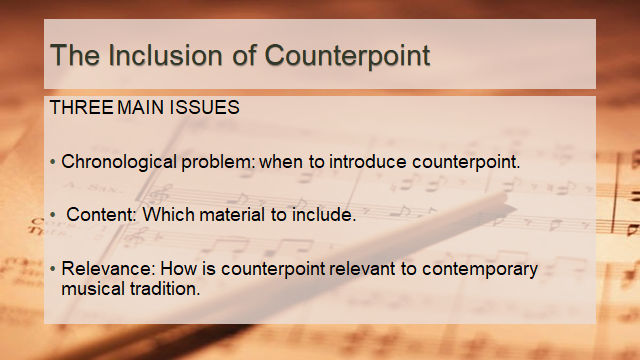 The Inclusion of Counterpoint
THREE MAIN ISSUES
• Chronological problem: when to introduce counterpoint.
• Content: Which material to include.
• Relevance: How is counterpoint relevant to contemporary
musical tradition.
A. Sax.